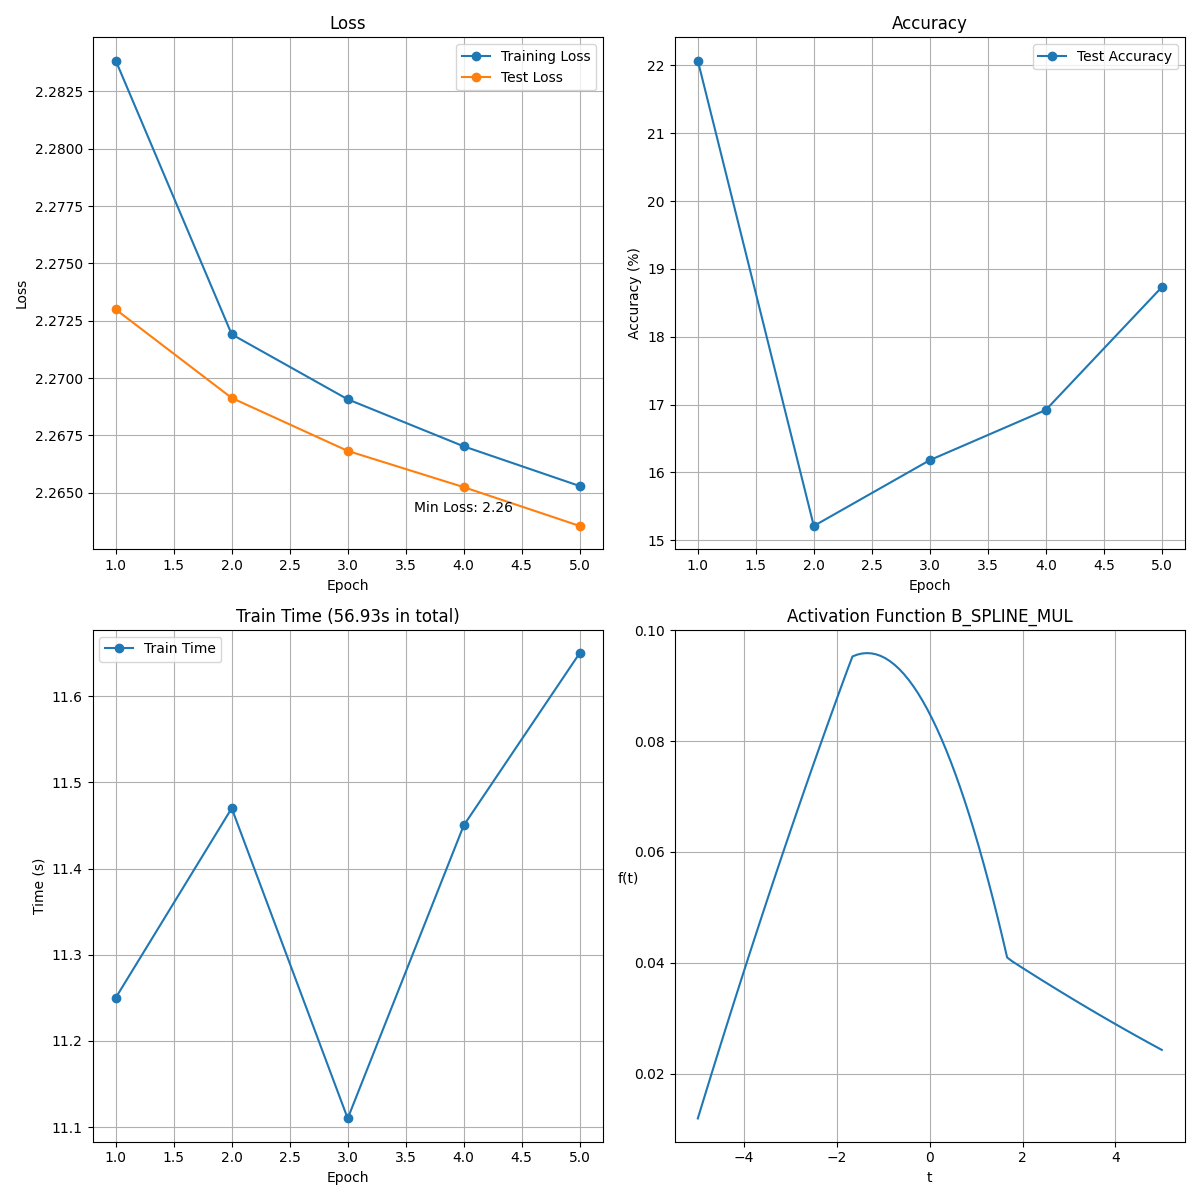 Loss
Training Loss
Test Loss
2.2825
2.2800
2.2775
2.2750
2.2725
2.2700
2.2675
2.2650
Loss
Min Loss: 2.26
1.0 1.5 2.0 2.5 3.0 3.5 4.0 4.5 5.0
Epoch
Accuracy
Test Accuracy
22
21
20
19
18
17
16
15
Accuracy (%)
1.0 1.5 2.0 2.5 3.0 3.5 4.0 4.5 5.0
Epoch
Train Time (56.93s in total)
Train Time
11.6
11.5
11.4
11.3
11.2
11.1
Time (s)
1.0 1.5 2.0 2.5 3.0 3.5 4.0 4.5 5.0
Epoch
Activation Function B_SPLINE_MUL
0.10
0.08
0.06
0.04
0.02
f(t)
−4 −2 0 2 4
t